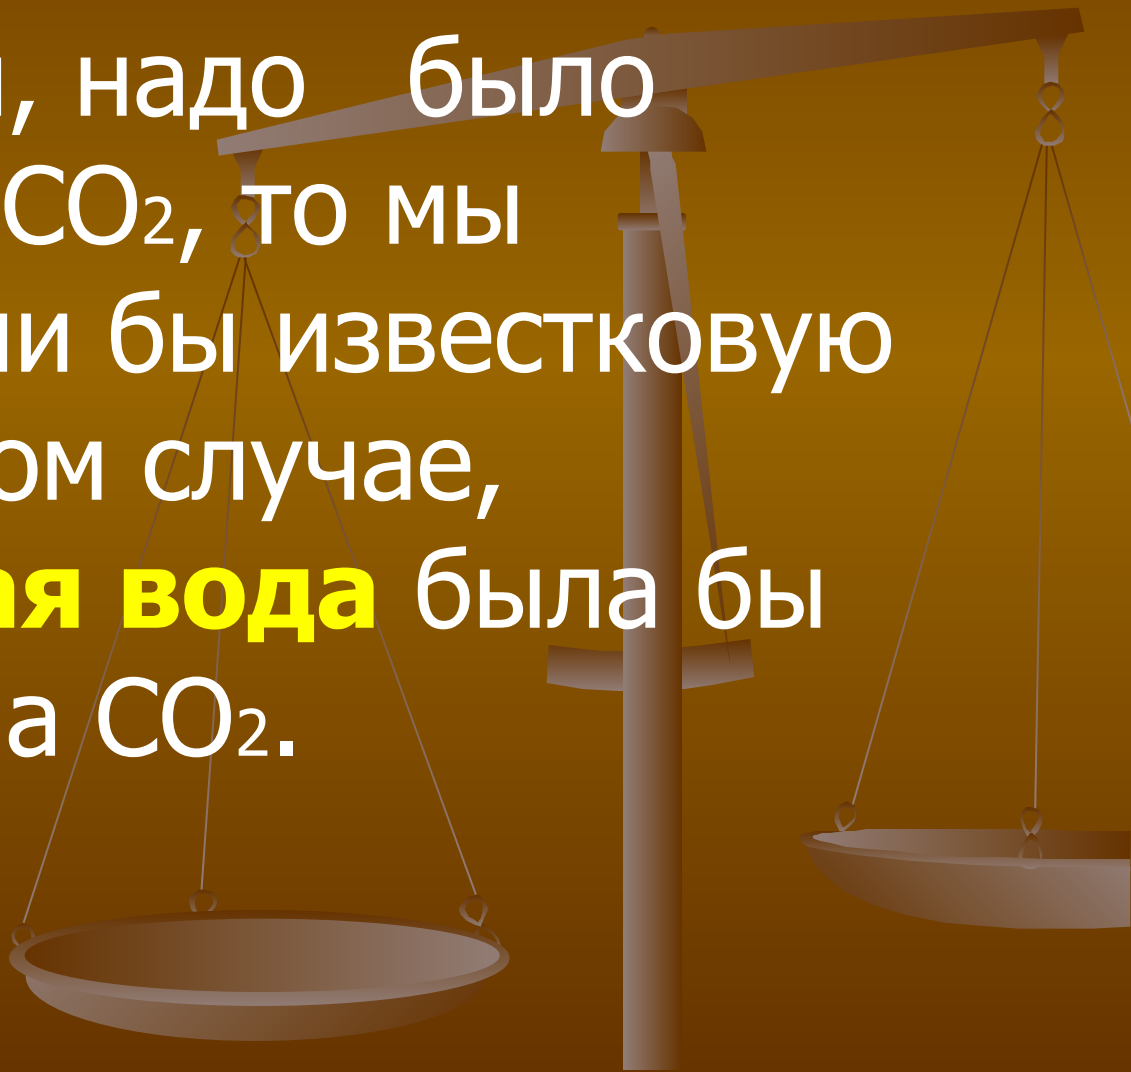 , надо было
CO₂, то мы
ли бы известковую
ом случае,
ая вода была бы
а CO₂.